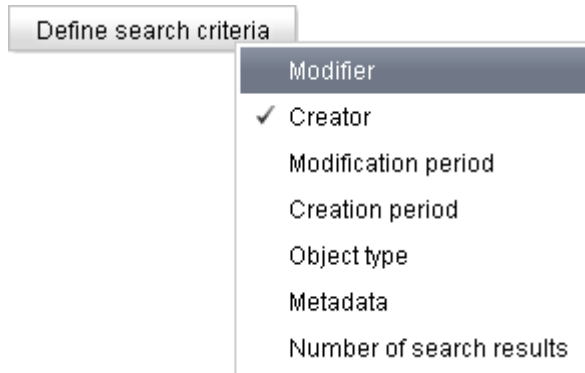 Define search criteria
Modifier
Creator
Modification period
Creation period
Object type
Metadata
Number of search results